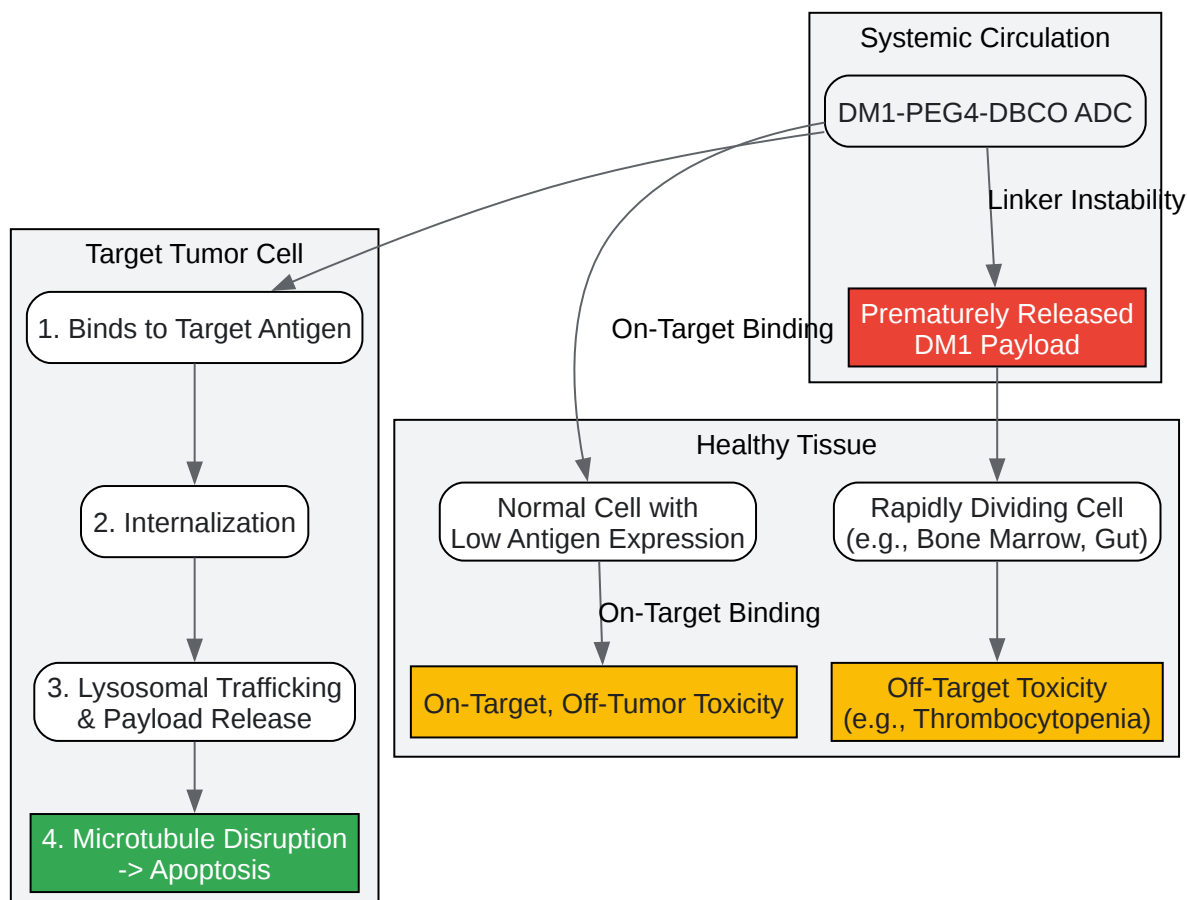 Systemic Circulation
DM1-PEG4-DBCO ADC
Linker Instability
Prematurely Released
DM1 Payload
Target Tumor Cell
1. Binds to Target Antigen
2. Internalization
3. Lysosomal Trafficking
& Payload Release
4. Microtubule Disruption
-> Apoptosis
On-Target Binding
Healthy Tissue
Normal Cell with
Low Antigen Expression
On-Target Binding
On-Target, Off-Tumor Toxicity
Rapidly Dividing Cell
(e.g., Bone Marrow, Gut)
Off-Target Toxicity
(e.g., Thrombocytopenia)